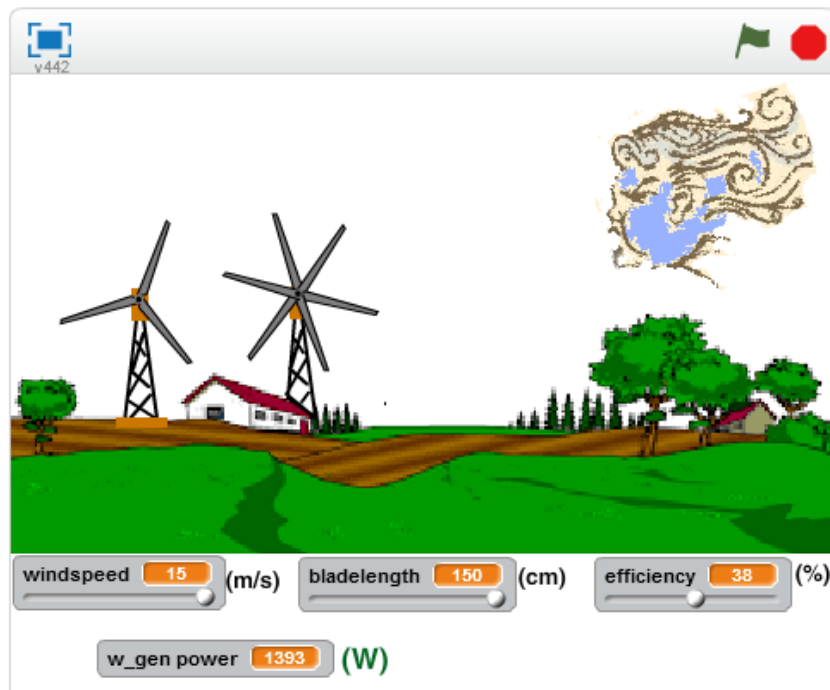 v442
windspeed 15 (m/s) bladelength 150 (cm) efficiency 38 (%)
w_gen power 1393 (W)